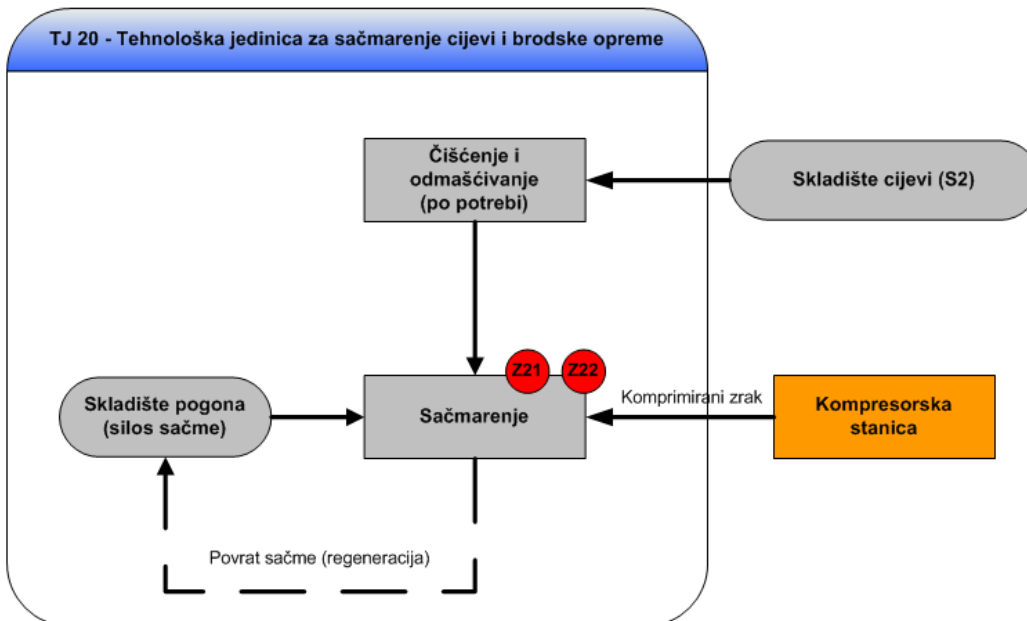 TJ 20 - Tehnološka jedinica za sačmarenje cijevi i brodske opreme
Čišćenje i
odmašćivanje
(po potrebi)
Skladište cijevi (S2)
Z21
Z22
Skladište pogona
(silos sačme)
Sačmarenje
Komprimirani zrak
Kompresorska
stanica
Povrat sačme (regeneracija)